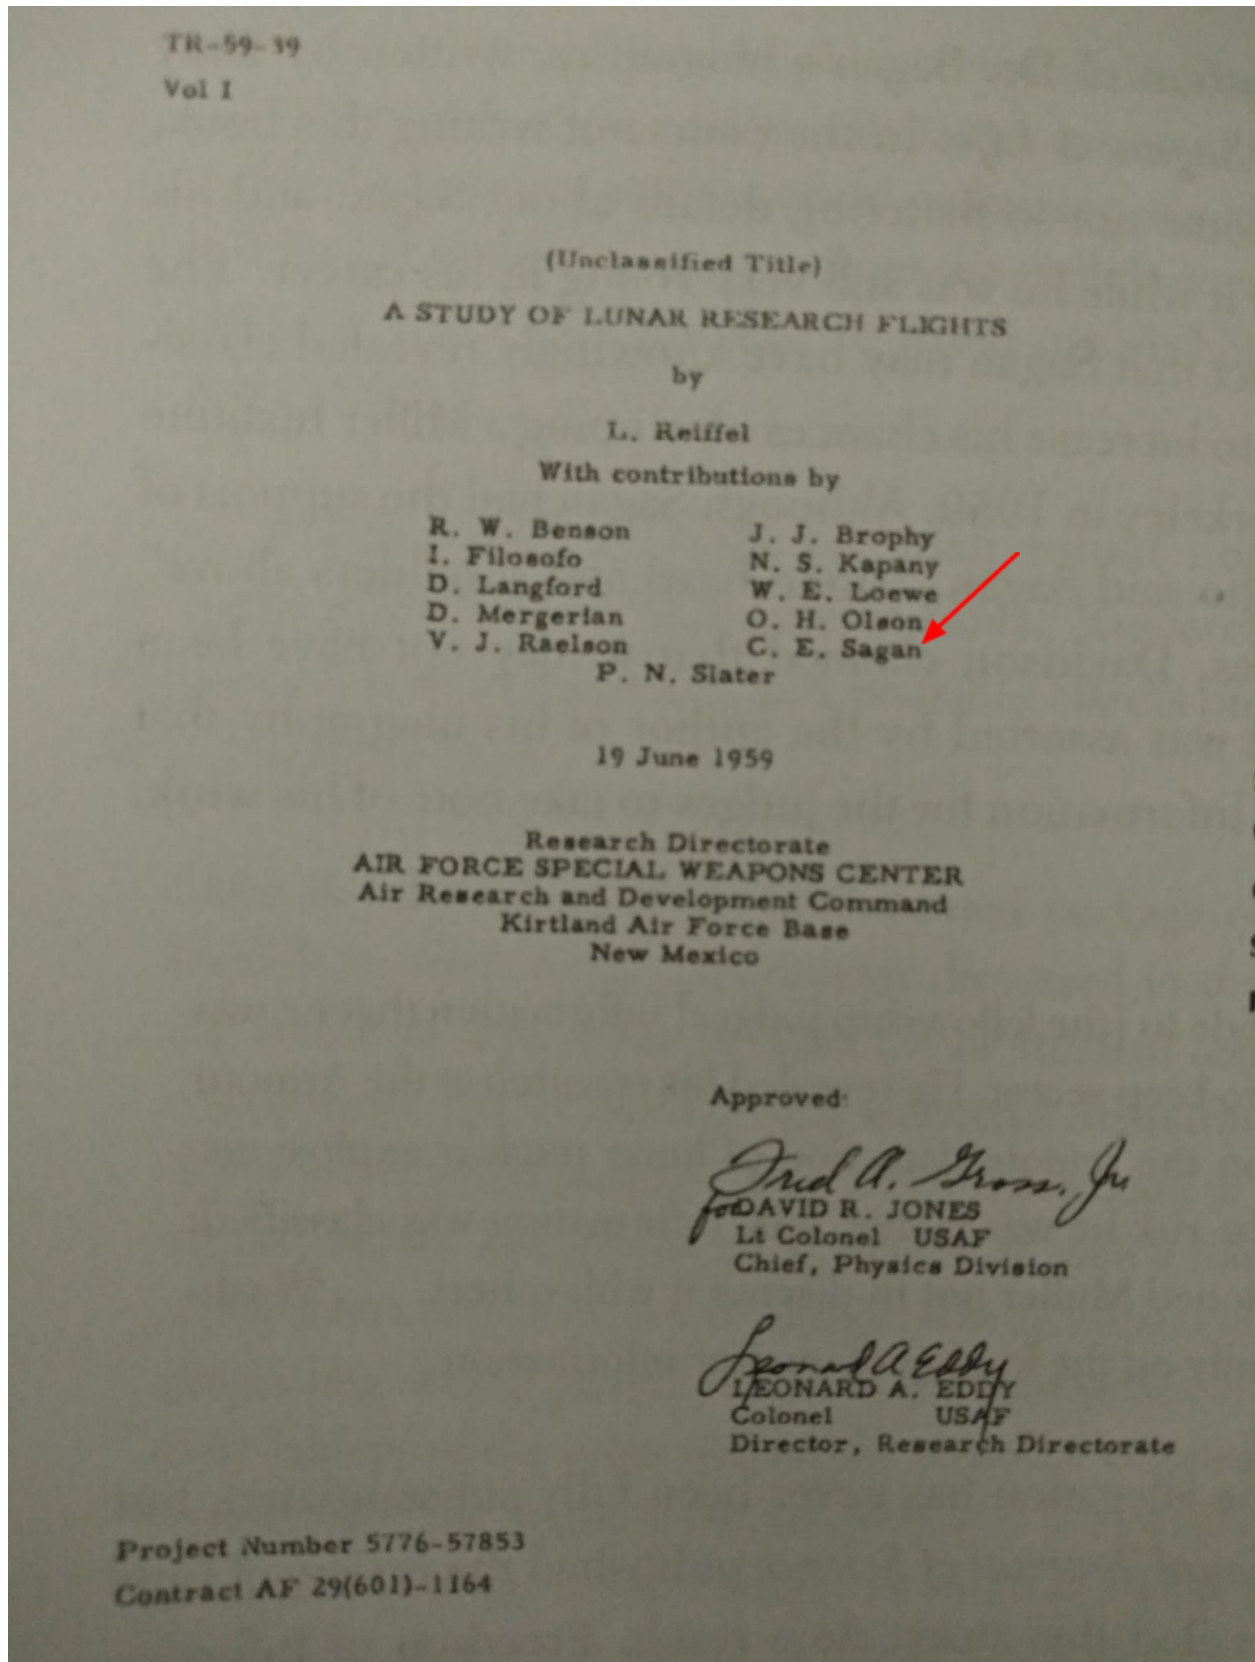 TR-59-39
Vol I
(Unclassified Title)
A STUDY OF LUNAR RESEARCH FLIGHTS
by
L. Reiffel
With contributions by
R. W. Benson J. J. Brophy
I. Filosofo N. S. Kapany
D. Langford W. E. Loewe
D. Mergerian O. H. Olson
V. J. Raelson C. E. Sagan
P. N. Slater
19 June 1959
Research Directorate
AIR FORCE SPECIAL WEAPONS CENTER
Air Research and Development Command
Kirtland Air Force Base
New Mexico
Approved:
Fred A. Gross, Jr
for DAVID R. JONES
Lt Colonel USAF
Chief, Physics Division
Leonard A Eddy
LEONARD A. EDDY
Colonel USAF
Director, Research Directorate
Project Number 5776-57853
Contract AF 29(601)-1164